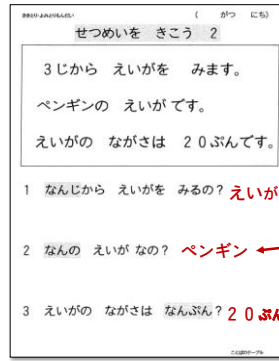 ききとり・よみとりもんだい ( がつ にち)
せつめいを きこう 2
3じから えいがを みます。
ペンギンの えいが です。
えいがの ながさは 20ぷんです。
1 なんじから えいがを みるの? えいが
2 なんの えいが なの? ペンギン ←
3 えいがの ながさは なんぷん? 20ぷん
ことばのテーブル